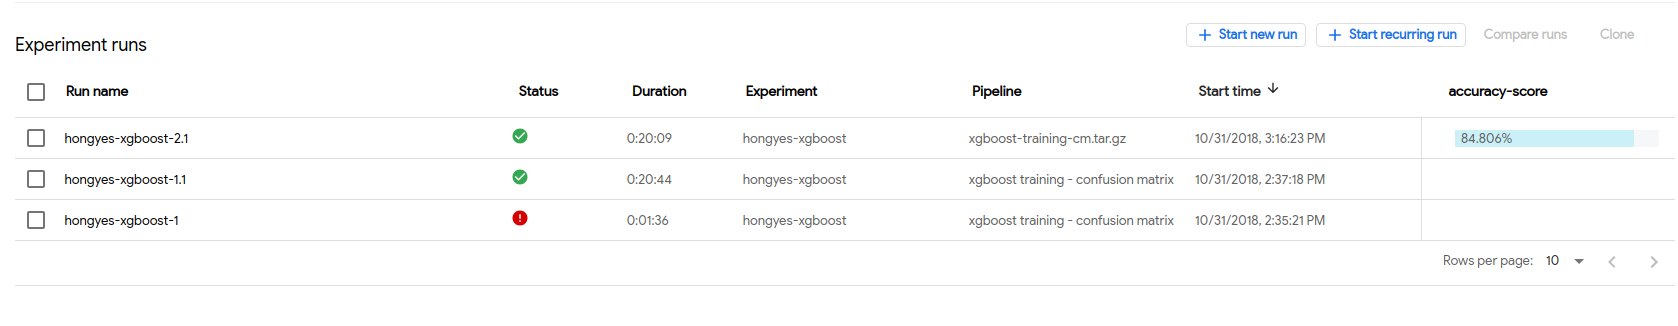 Experiment runs
Start new run Start recurring run Compare runs Clone
Run name Status Duration Experiment Pipeline Start time accuracy-score
hongyes-xgboost-2.1 0:20:09 hongyes-xgboost xgboost-training-cm.tar.gz 10/31/2018, 3:16:23 PM 84.806%
hongyes-xgboost-1.1 0:20:44 hongyes-xgboost xgboost training - confusion matrix 10/31/2018, 2:37:18 PM
hongyes-xgboost-1 0:01:36 hongyes-xgboost xgboost training - confusion matrix 10/31/2018, 2:35:21 PM
Rows per page: 10